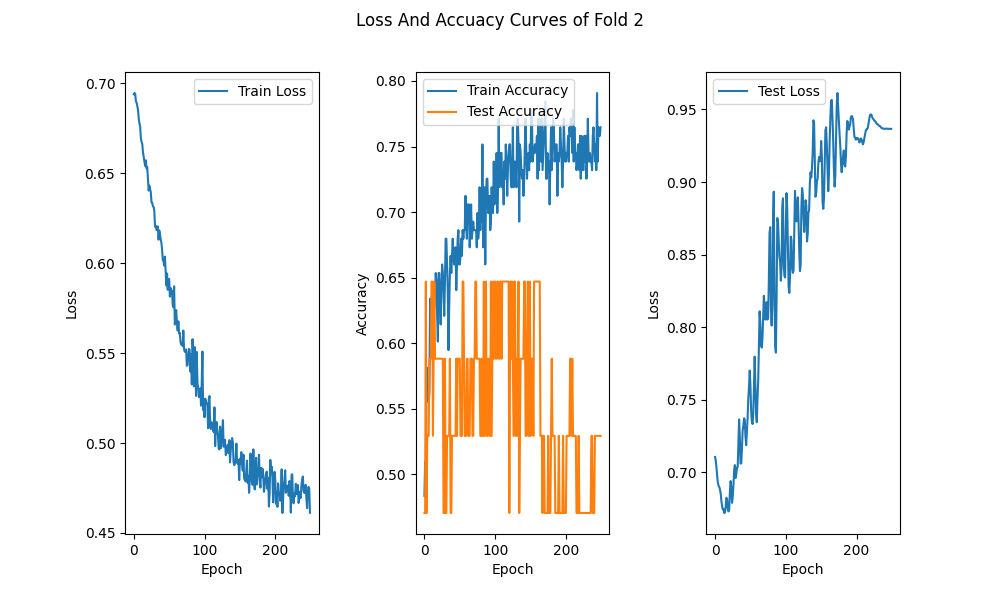 Loss And Accuacy Curves of Fold 2
Train Loss
0.70
0.65
0.60
0.55
0.50
0.45
Loss
0
100
200
Epoch
Train Accuracy
Test Accuracy
0.80
0.75
0.70
0.65
0.60
0.55
0.50
Accuracy
0
100
200
Epoch
Test Loss
0.95
0.90
0.85
0.80
0.75
0.70
Loss
0
100
200
Epoch